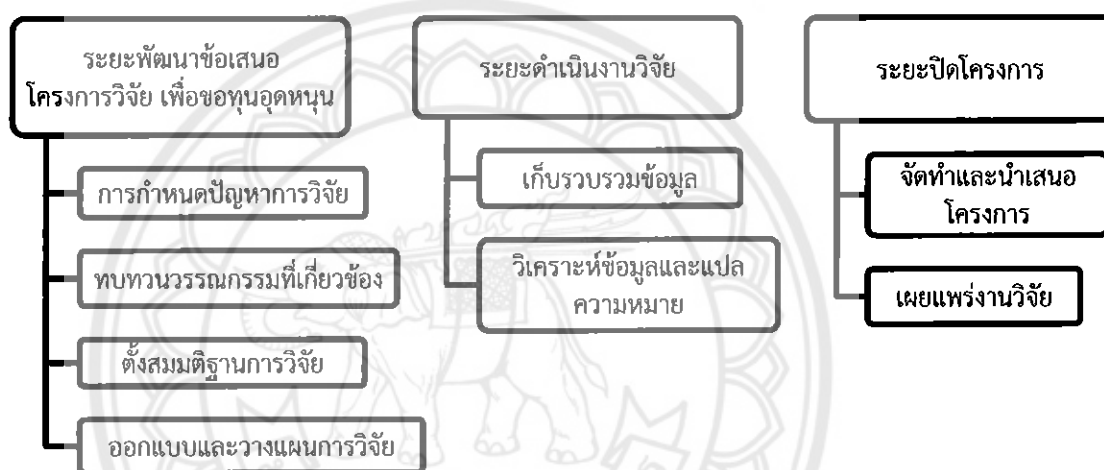 ระยะพัฒนาข้อเสนอ
โครงการวิจัย เพื่อขอทุนอุดหนุน
การกำหนดปัญหาการวิจัย
ทบทวนวรรณกรรมที่เกี่ยวข้อง
ตั้งสมมติฐานการวิจัย
ออกแบบและวางแผนการวิจัย
ระยะดำเนินงานวิจัย
เก็บรวบรวมข้อมูล
วิเคราะห์ข้อมูลและแปล
ความหมาย
ระยะปิดโครงการ
จัดทำและนำเสนอ
โครงการ
เผยแพร่งานวิจัย